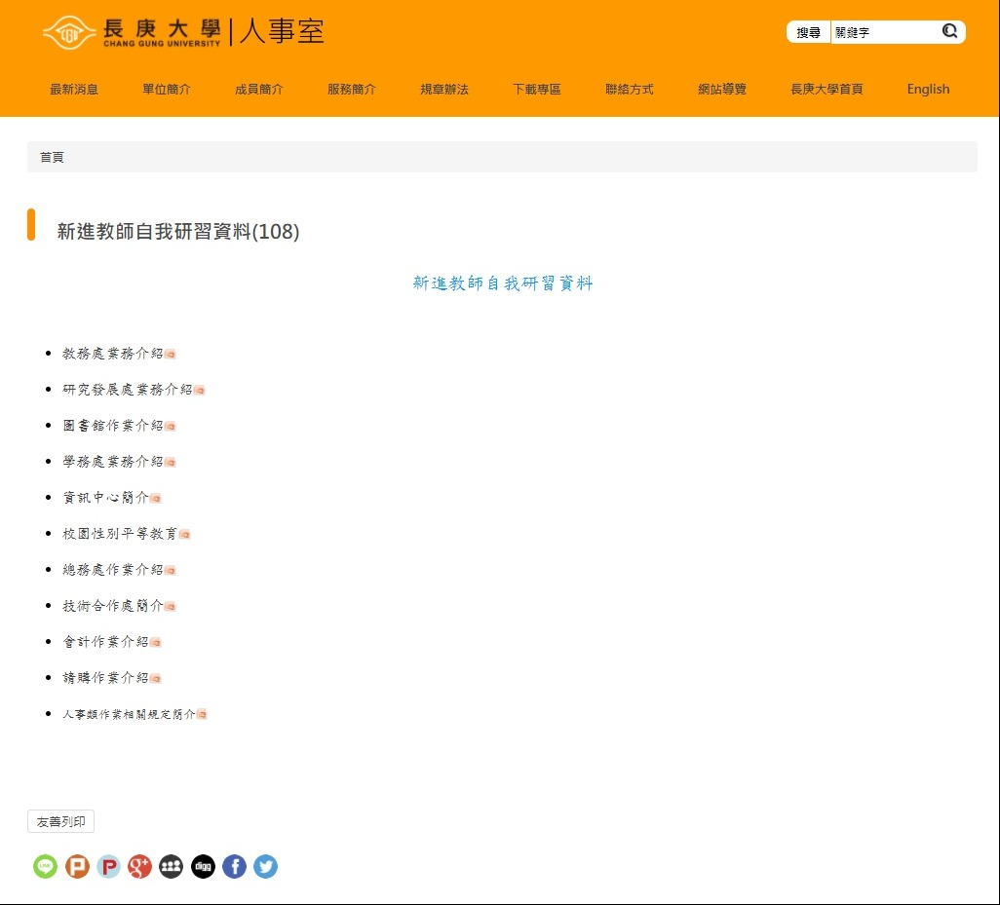 長庚大學 人事室
CHANG GUNG UNIVERSITY
搜尋 關鍵字
最新消息 單位簡介 成員簡介 服務簡介 規章辦法 下載專區 聯絡方式 網站導覽 長庚大學首頁 English
首頁
新進教師自我研習資料(108)
新進教師自我研習資料
教務處業務介紹
研究發展處業務介紹
圖書館作業介紹
學務處業務介紹
資訊中心簡介
校園性別平等教育
總務處作業介紹
技術合作處簡介
會計作業介紹
請購作業介紹
人事類作業相關規定簡介
友善列印
LINE P P g+ digg f